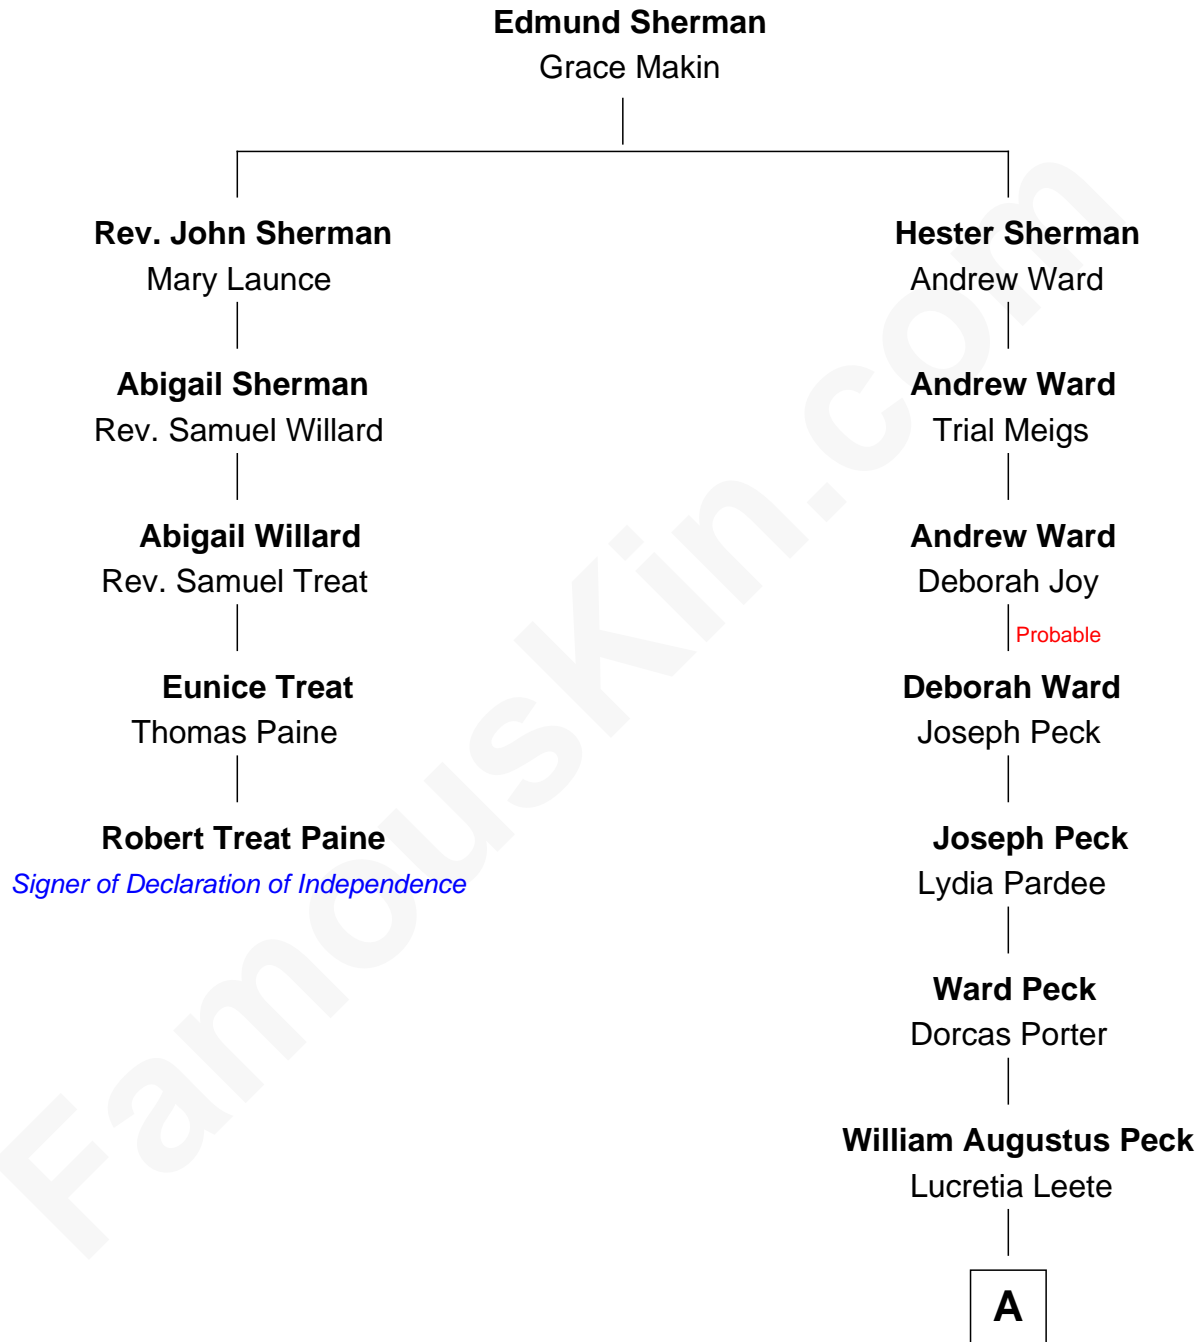 Edmund Sherman
Grace Makin
Rev. John Sherman
Mary Launce
Abigail Sherman
Rev. Samuel Willard
Abigail Willard
Rev. Samuel Treat
Eunice Treat
Thomas Paine
Robert Treat Paine
Signer of Declaration of Independence
Hester Sherman
Andrew Ward
Andrew Ward
Trial Meigs
Andrew Ward
Deborah Joy
Probable
Deborah Ward
Joseph Peck
Joseph Peck
Lydia Pardee
Ward Peck
Dorcas Porter
William Augustus Peck
Lucretia Leete
A
FamousKin.com